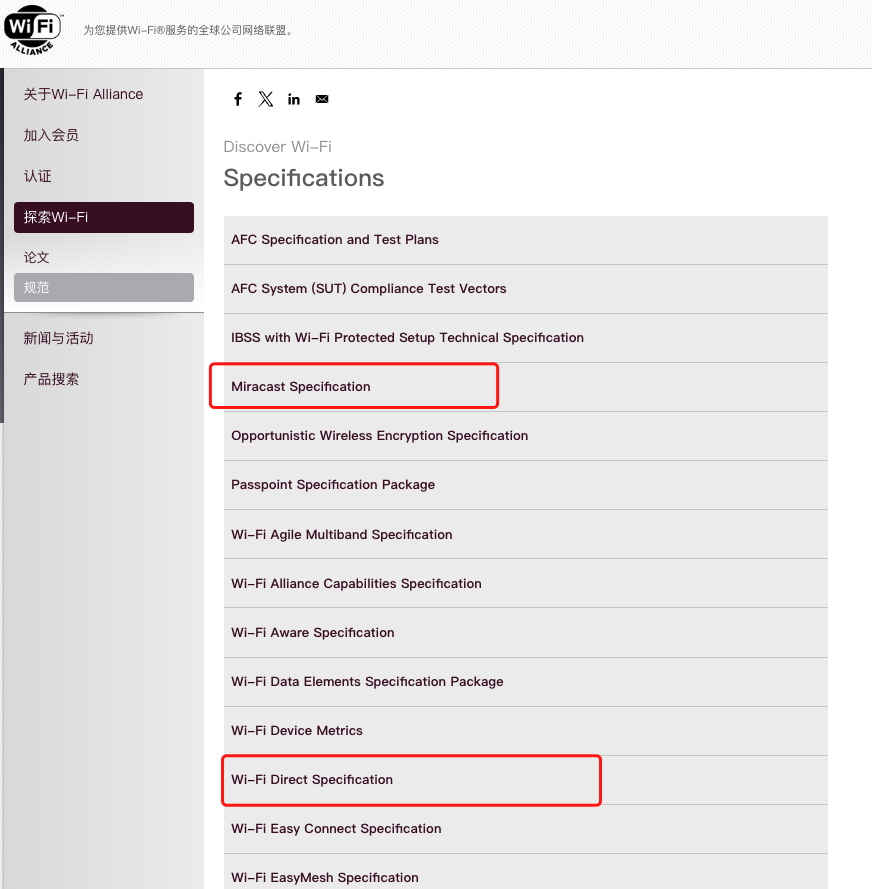 Wi Fi
ALLIANCE
为您提供Wi-Fi®服务的全球公司网络联盟。
关于Wi-Fi Alliance
加入会员
认证
探索Wi-Fi
论文
规范
新闻与活动
产品搜索
Discover Wi-Fi
Specifications
AFC Specification and Test Plans
AFC System (SUT) Compliance Test Vectors
IBSS with Wi-Fi Protected Setup Technical Specification
Miracast Specification
Opportunistic Wireless Encryption Specification
Passpoint Specification Package
Wi-Fi Agile Multiband Specification
Wi-Fi Alliance Capabilities Specification
Wi-Fi Aware Specification
Wi-Fi Data Elements Specification Package
Wi-Fi Device Metrics
Wi-Fi Direct Specification
Wi-Fi Easy Connect Specification
Wi-Fi EasyMesh Specification